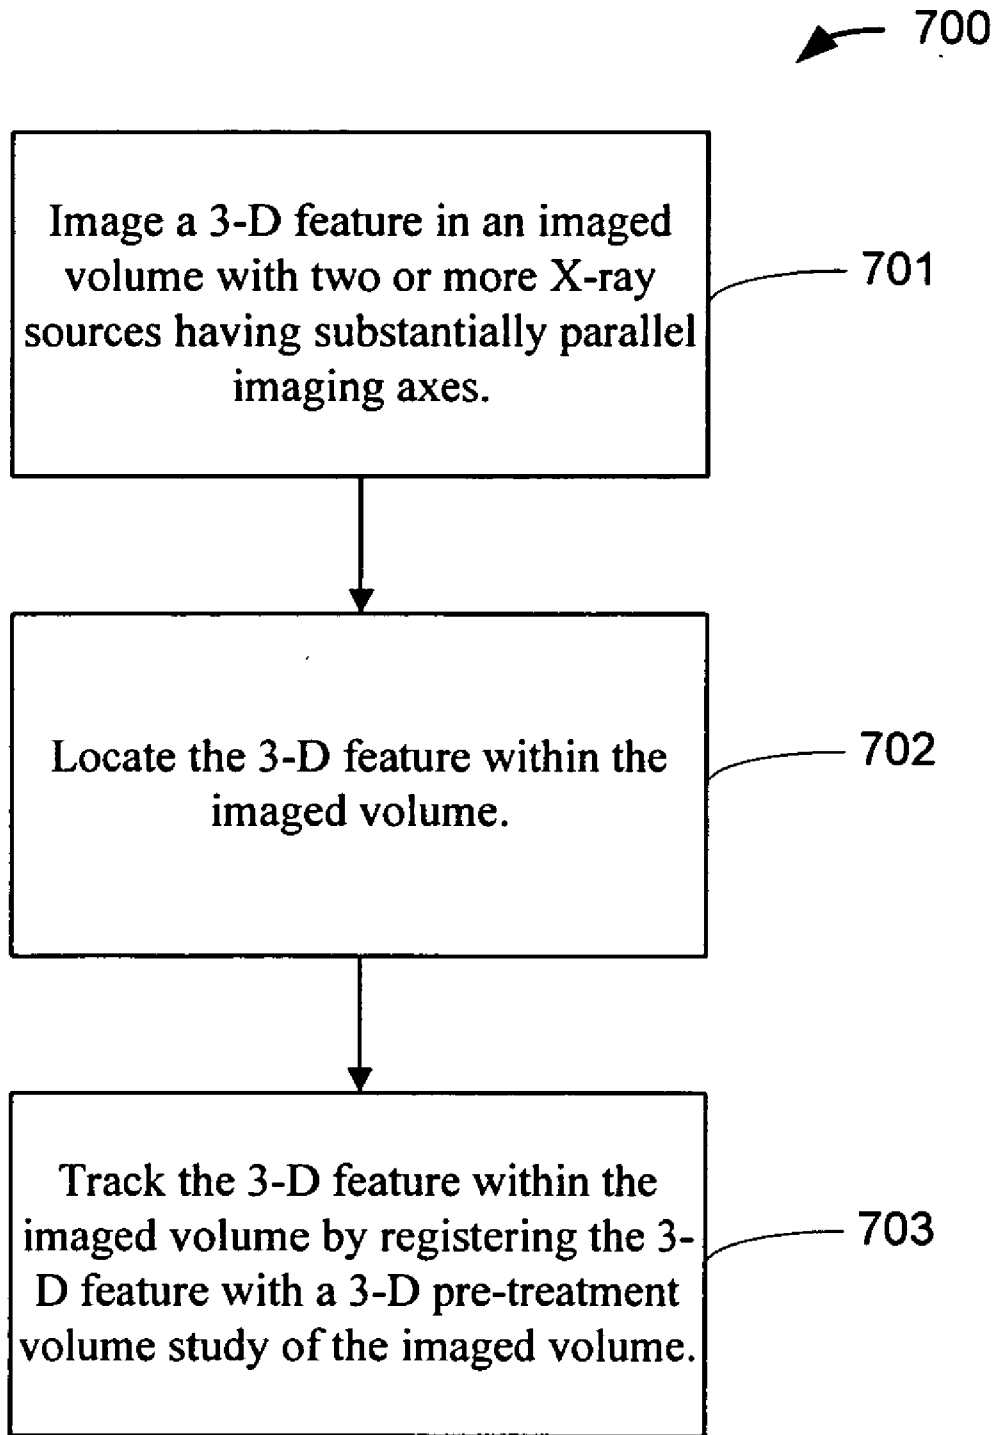 700
Image a 3-D feature in an imaged
volume with two or more X-ray
sources having substantially parallel
imaging axes.
701
Locate the 3-D feature within the
imaged volume.
702
Track the 3-D feature within the
imaged volume by registering the 3-
D feature with a 3-D pre-treatment
volume study of the imaged volume.
703